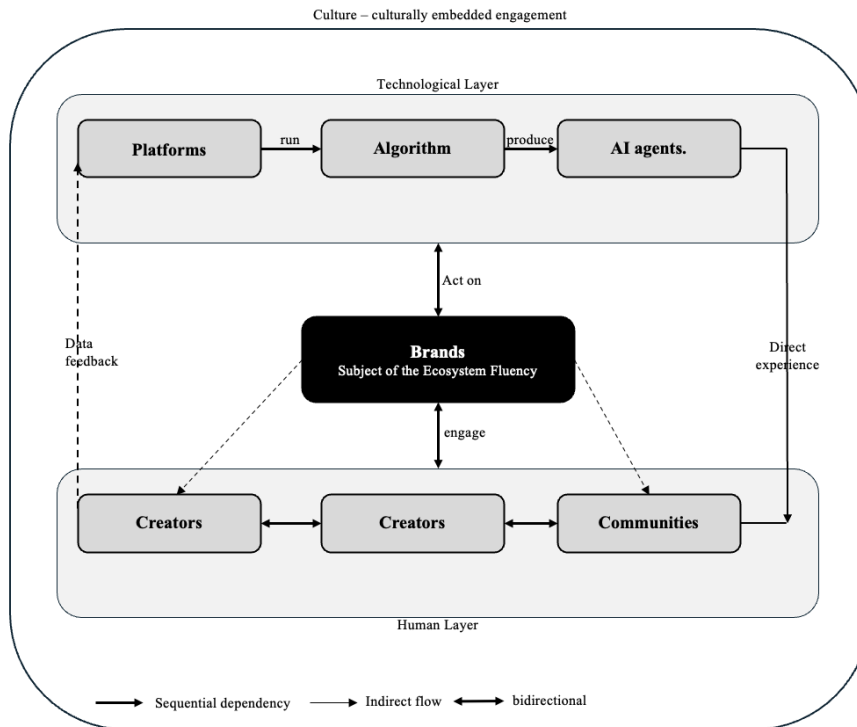 Culture – culturally embedded engagement
Technological Layer
Platforms
run
Algorithm
produce
AI agents.
Act on
Brands
Subject of the Ecosystem Fluency
Data
feedback
Direct
experience
engage
Creators
Creators
Communities
Human Layer
Sequential dependency
Indirect flow
bidirectional